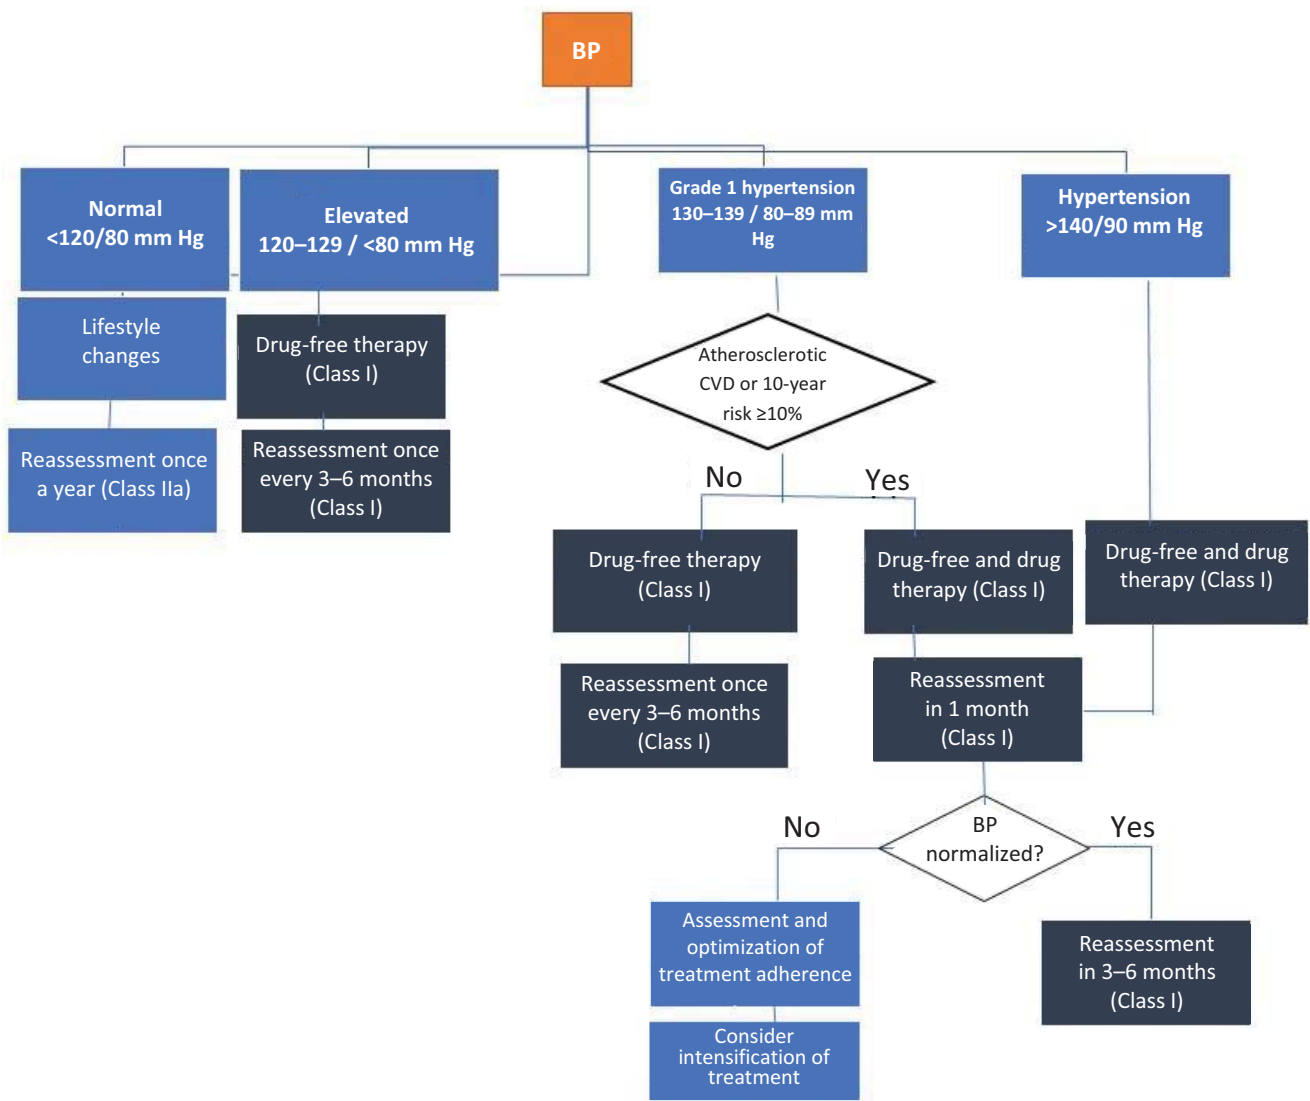 BP
Normal
<120/80 mm Hg
Elevated
120–129 / <80 mm Hg
Grade 1 hypertension
130–139 / 80–89 mm
Hg
Hypertension
>140/90 mm Hg
Lifestyle
changes
Drug-free therapy
(Class I)
Atherosclerotic
CVD or 10-year
risk ≥10%
Reassessment once
a year (Class IIa)
Reassessment once
every 3–6 months
(Class I)
No
Yes
Drug-free therapy
(Class I)
Drug-free and drug
therapy (Class I)
Drug-free and drug
therapy (Class I)
Reassessment once
every 3–6 months
(Class I)
Reassessment
in 1 month
(Class I)
BP
normalized?
No
Yes
Assessment and
optimization of
treatment adherence
Reassessment
in 3–6 months
(Class I)
Consider
intensification of
treatment